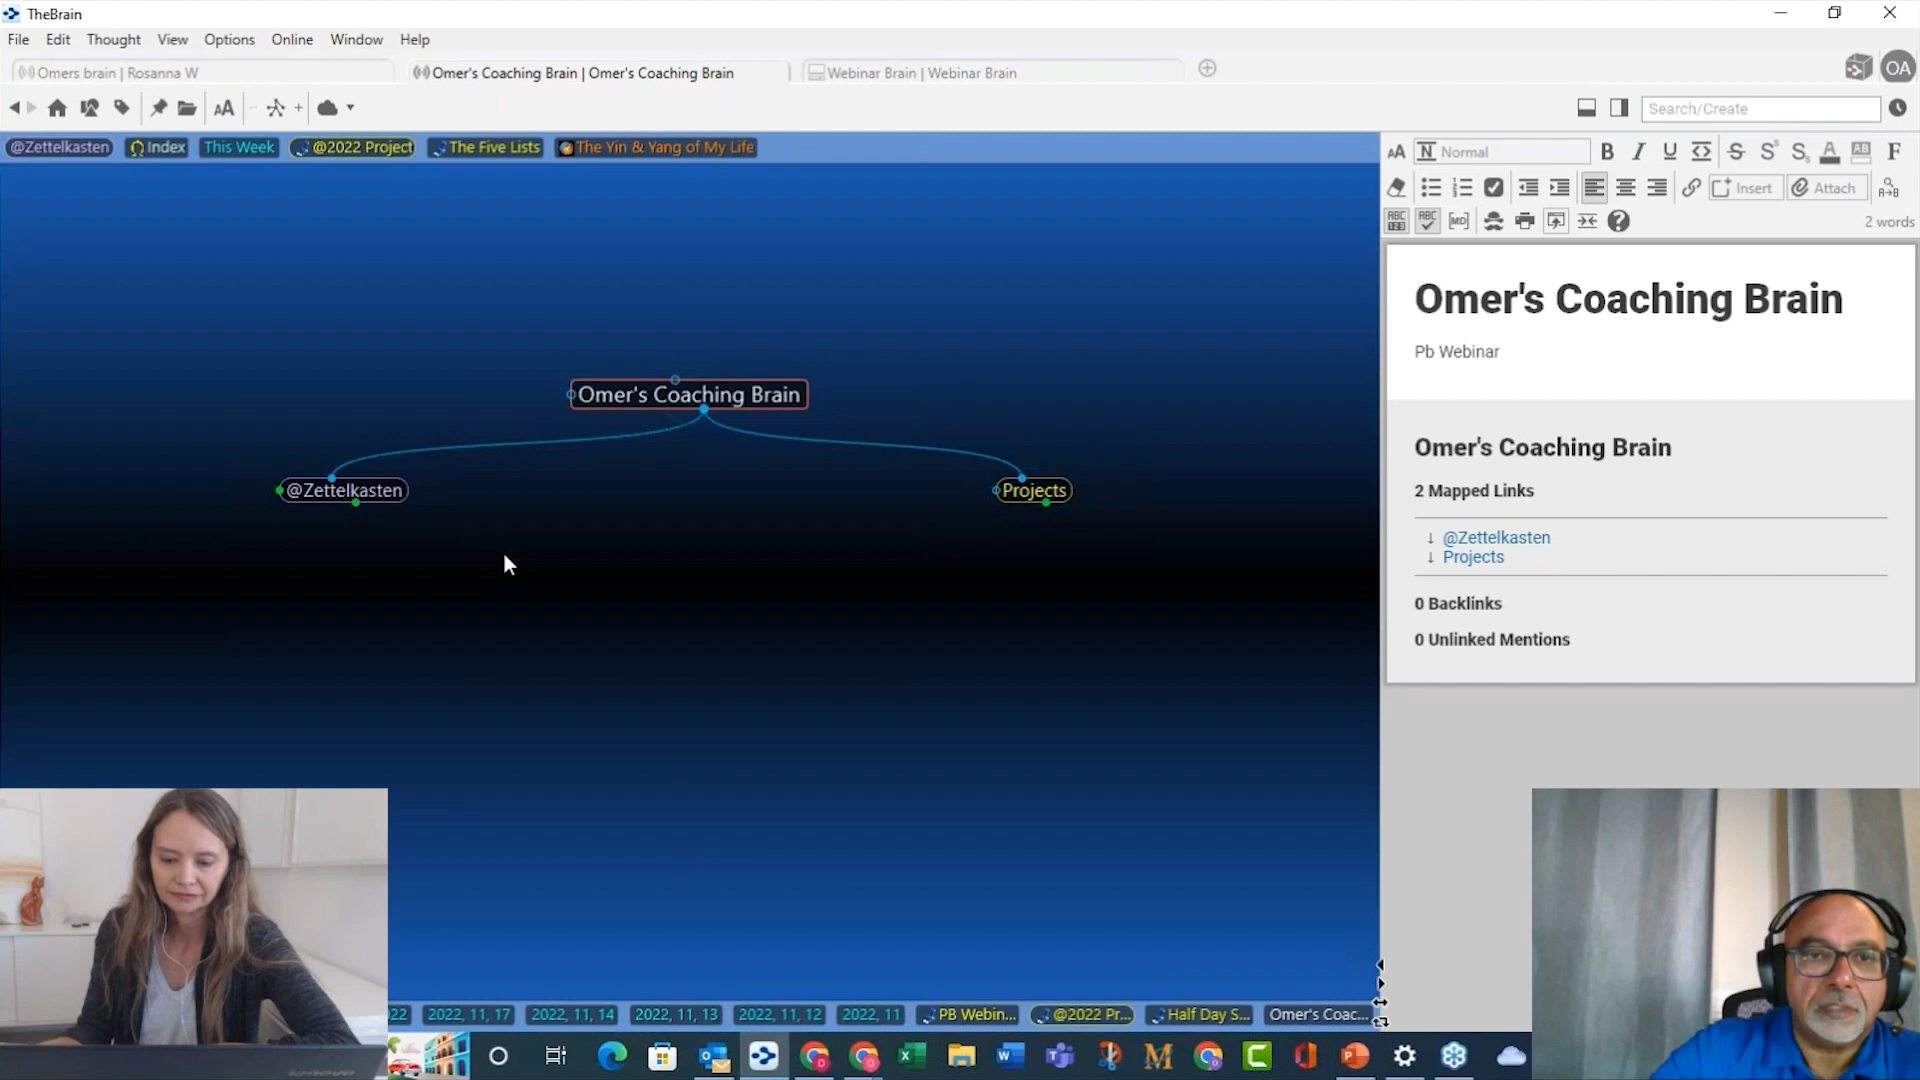 TheBrain
File Edit Thought View Options Online Window Help
Omers brain | Rosanna W
Omer's Coaching Brain | Omer's Coaching Brain
Webinar Brain | Webinar Brain
OA
Search/Create
@Zettelkasten
Index
This Week
@2022 Project
The Five Lists
The Yin & Yang of My Life
Normal
Insert
Attach
2 words
Omer's Coaching Brain
Pb Webinar
Omer's Coaching Brain
2 Mapped Links
↓ @Zettelkasten
↓ Projects
0 Backlinks
0 Unlinked Mentions
Omer's Coaching Brain
@Zettelkasten
Projects
22
2022, 11, 17
2022, 11, 14
2022, 11, 13
2022, 11, 12
2022, 11
PB Webin...
@2022 Pr...
Half Day S...
Omer's Coac...
lenovo